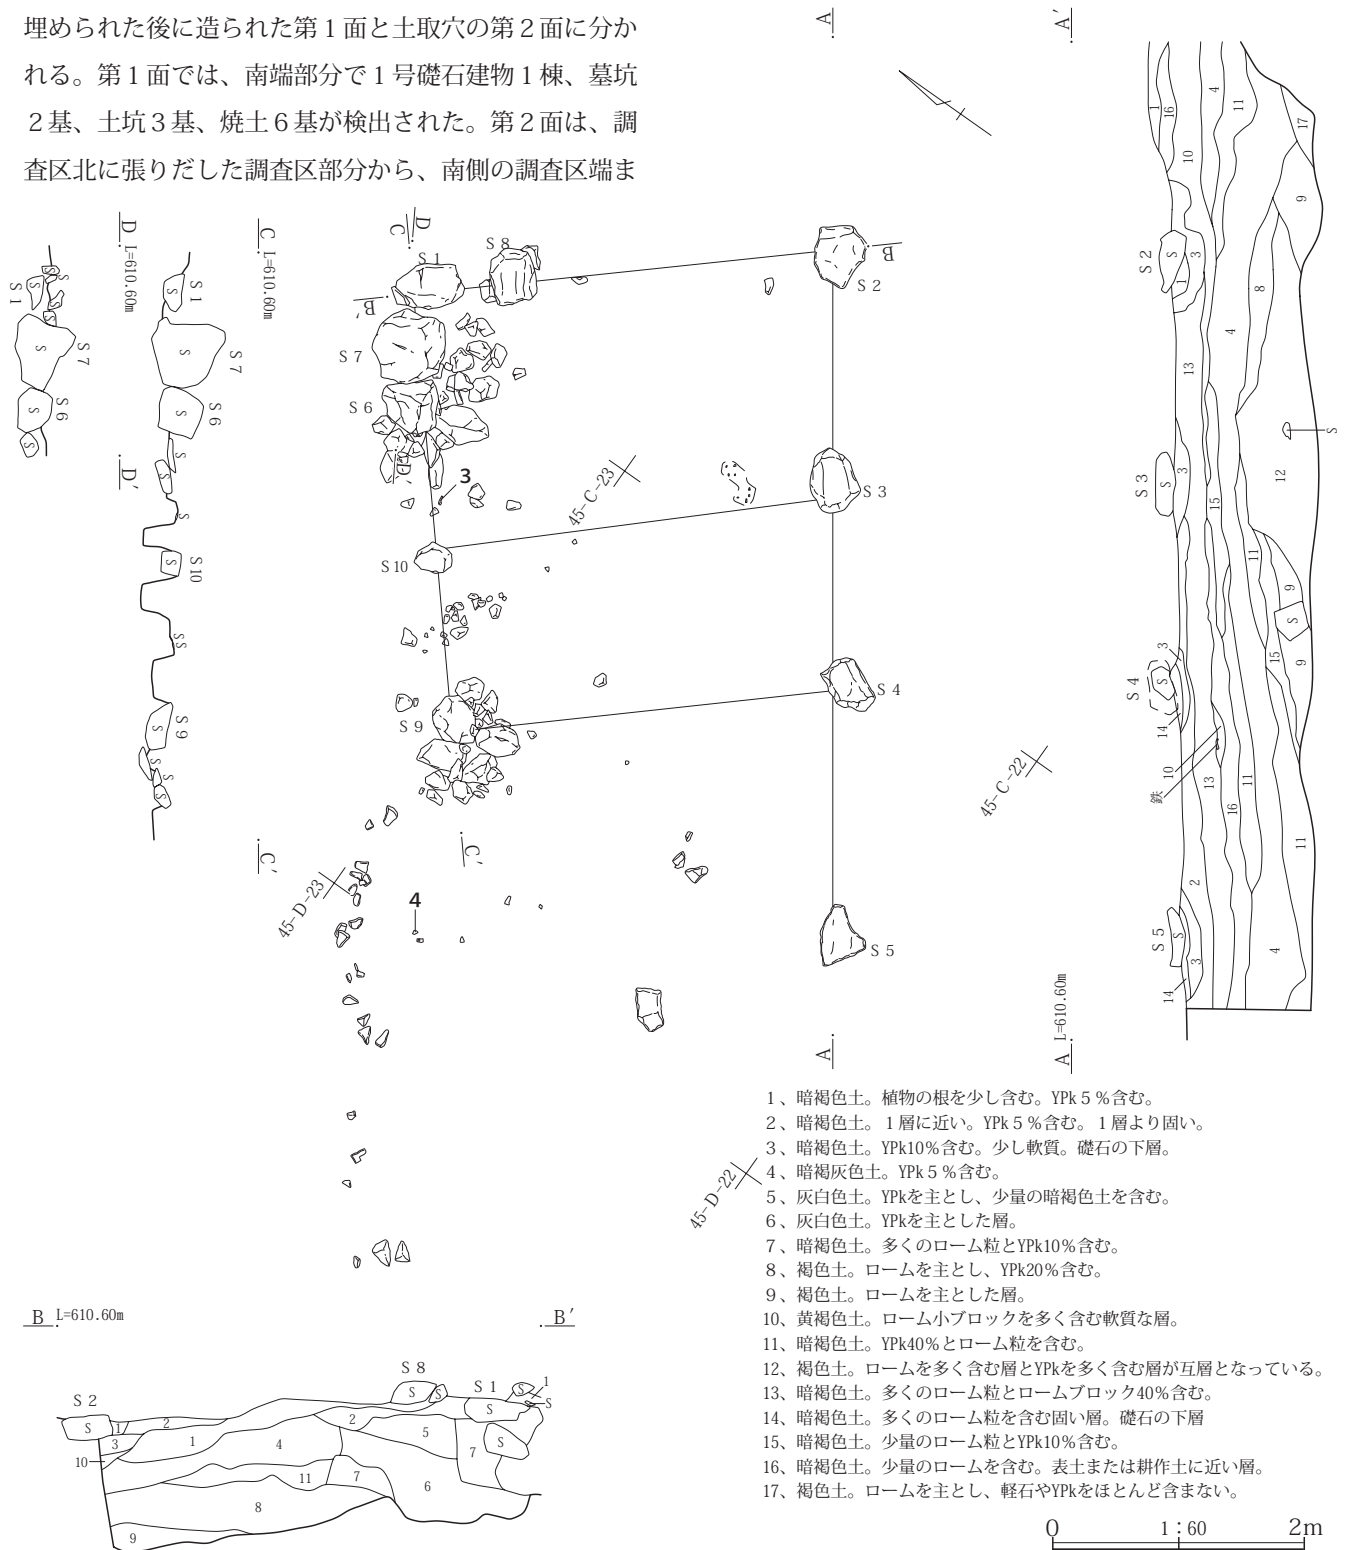 埋められた後に造られた第１面と土取穴の第２面に分か
れる。第１面では、南端部分で１号礎石建物１棟、墓坑
２基、土坑３基、焼土６基が検出された。第２面は、調
査区北に張りだした調査区部分から、南側の調査区端ま
A
A′
D
L=610.60m
C
L=610.60m
D
C
S 8
S 1
B
S 2
B′
S 7
S 6
D′
3
45-C-23
S 3
S 10
S 4
S 9
45-C-22
C′
C′
45-D-23
4
S 5
A
A
L=610.60m
45-D-22
S 1
S 7
S 6
S 1
S 7
S 6
D′
S10
S 9
S 2
S 3
S 4
S 5
鉄
１、暗褐色土。植物の根を少し含む。YPk５％含む。
２、暗褐色土。１層に近い。YPk５％含む。１層より固い。
３、暗褐色土。YPk10％含む。少し軟質。礎石の下層。
４、暗褐灰色土。YPk５％含む。
５、灰白色土。YPkを主とし、少量の暗褐色土を含む。
６、灰白色土。YPkを主とした層。
７、暗褐色土。多くのローム粒とYPk10％含む。
８、褐色土。ロームを主とし、YPk20％含む。
９、褐色土。ロームを主とした層。
10、黄褐色土。ローム小ブロックを多く含む軟質な層。
11、暗褐色土。YPk40％とローム粒を含む。
12、褐色土。ロームを多く含む層とYPkを多く含む層が互層となっている。
13、暗褐色土。多くのローム粒とロームブロック40％含む。
14、暗褐色土。多くのローム粒を含む固い層。礎石の下層
15、暗褐色土。少量のローム粒とYPk10％含む。
16、暗褐色土。少量のロームを含む。表土または耕作土に近い層。
17、褐色土。ロームを主とし、軽石やYPkをほとんど含まない。
B L=610.60m
B′
S 2
S 8
S 1
0 1：60 2m